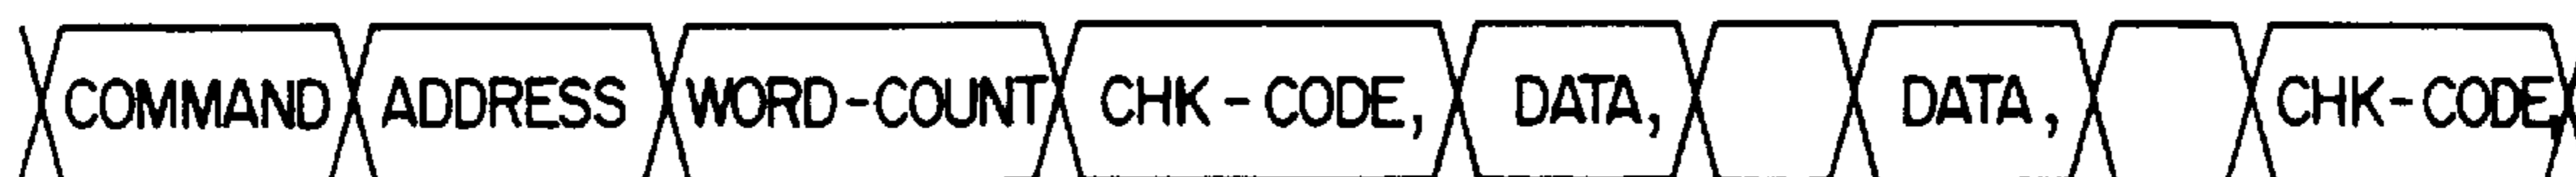 COMMAND ADDRESS WORD-COUNT CHK-CODE, DATA, DATA, CHK-CODE,